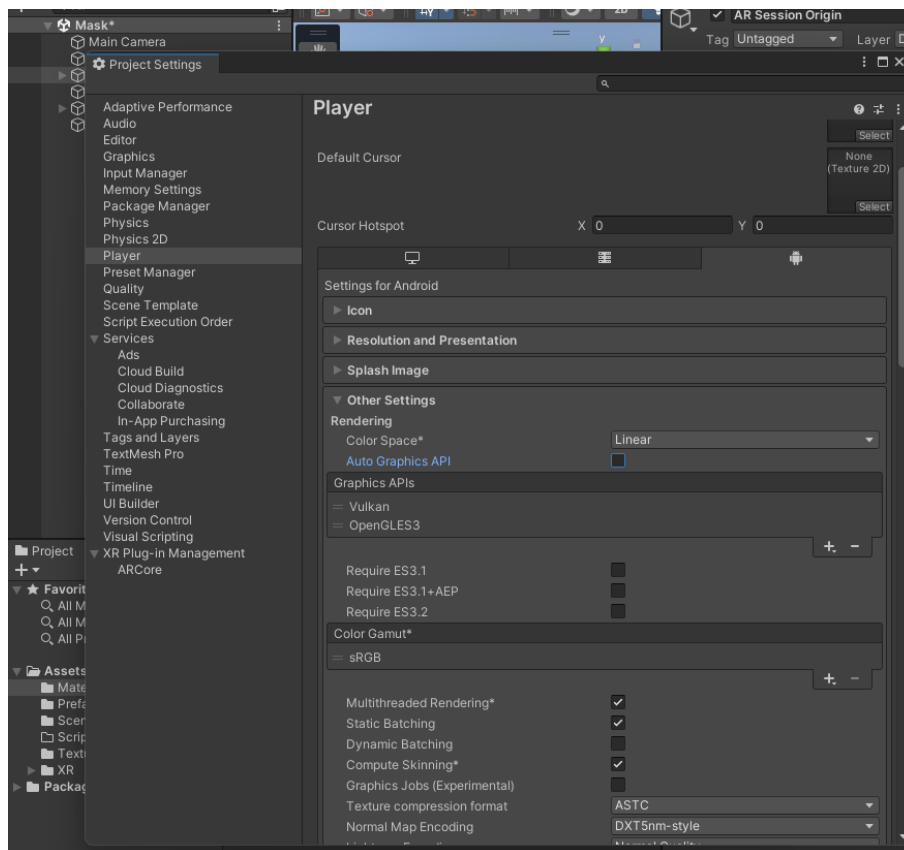 Mask*
AR Session Origin
Main Camera
Tag Untagged Layer
2D
y
Project Settings
Player
Adaptive Performance
Audio
Editor
Graphics
Input Manager
Memory Settings
Package Manager
Physics
Physics 2D
Player
Preset Manager
Quality
Scene Template
Script Execution Order
Services
Ads
Cloud Build
Cloud Diagnostics
Collaborate
In-App Purchasing
Tags and Layers
TextMesh Pro
Time
Timeline
UI Builder
Version Control
Visual Scripting
XR Plug-in Management
ARCore
Select
Default Cursor
None
(Texture 2D)
Select
Cursor Hotspot X 0 Y 0
Settings for Android
Icon
Resolution and Presentation
Splash Image
Other Settings
Rendering
Color Space* Linear
Auto Graphics API
Graphics APIs
Vulkan
OpenGLES3
Require ES3.1
Require ES3.1+AEP
Require ES3.2
Color Gamut*
sRGB
Multithreaded Rendering*
Static Batching
Dynamic Batching
Compute Skinning*
Graphics Jobs (Experimental)
Texture compression format ASTC
Normal Map Encoding DXT5nm-style
Project
Favorit
All M
All M
All Pr
Assets
Mate
Prefa
Scen
Scrip
Textu
XR
Packag